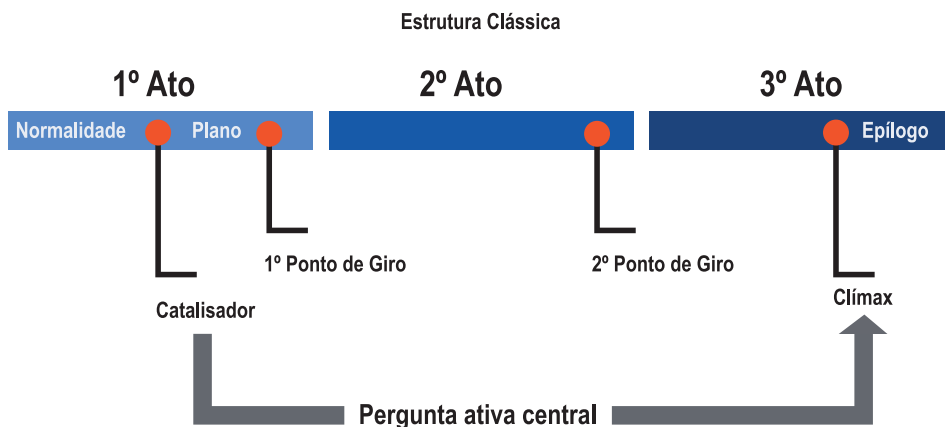 Estrutura Clássica
1º Ato
2º Ato
3º Ato
Normalidade
Plano
Epílogo
1º Ponto de Giro
2º Ponto de Giro
Catalisador
Clímax
Pergunta ativa central